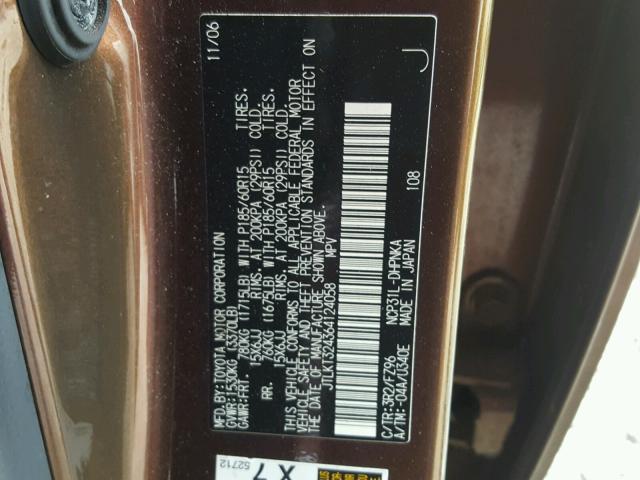 MFD. BY: TOYOTA MOTOR CORPORATION 11/06
GVWR: 1530KG (3370LB)
GAWR: FRT. 780KG (1715LB) WITH P185/60R15 TIRES.
15X6JJ RIMS. AT 200KPA (29PSI) COLD.
RR. 760KG (1675LB) WITH P185/60R15 TIRES.
15X6JJ RIMS. AT 200KPA (29PSI) COLD.
THIS VEHICLE CONFORMS TO ALL APPLICABLE FEDERAL MOTOR
VEHICLE SAFETY AND THEFT PREVENTION STANDARDS IN EFFECT ON
THE DATE OF MANUFACTURE SHOWN ABOVE.
JTLKT324364124058 MPV
J
C/TR:3R2/FZ96 NCP31L-DHPNKA 108
A/TM:-04A/U340E MADE IN JAPAN
52712
X 7